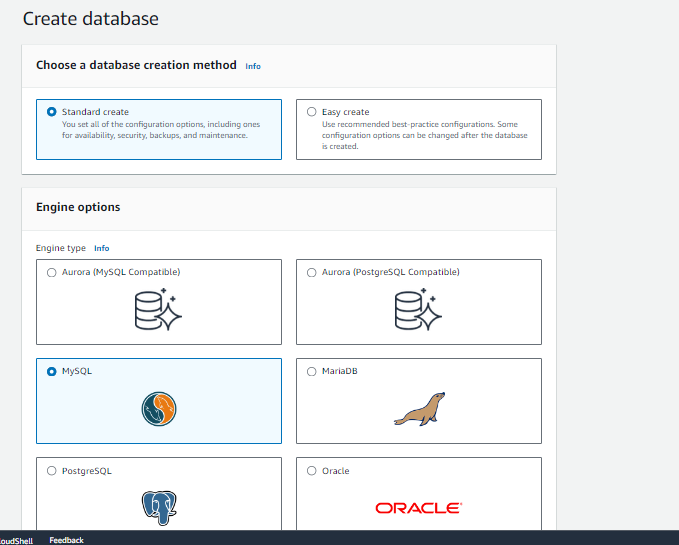 Create database
Choose a database creation method Info
Standard create
You set all of the configuration options, including ones
for availability, security, backups, and maintenance.
Easy create
Use recommended best-practice configurations. Some
configuration options can be changed after the database
is created.
Engine options
Engine type Info
Aurora (MySQL Compatible)
Aurora (PostgreSQL Compatible)
MySQL
MariaDB
PostgreSQL
Oracle
ORACLE
loudShell Feedback